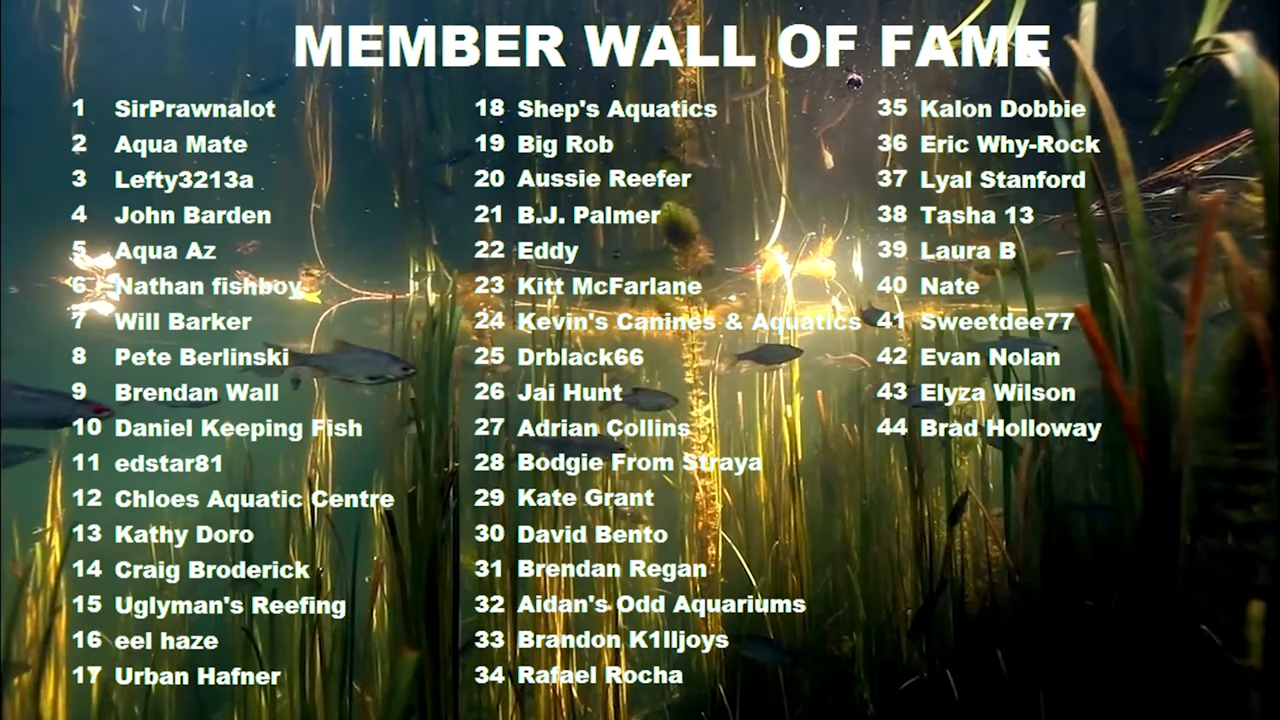 MEMBER WALL OF FAME
1 SirPrawnalot
2 Aqua Mate
3 Lefty3213a
4 John Barden
5 Aqua Az
6 Nathan fishboy
7 Will Barker
8 Pete Berlinski
9 Brendan Wall
10 Daniel Keeping Fish
11 edstar81
12 Chloes Aquatic Centre
13 Kathy Doro
14 Craig Broderick
15 Uglyman's Reefing
16 eel haze
17 Urban Hafner
18 Shep's Aquatics
19 Big Rob
20 Aussie Reefer
21 B.J. Palmer
22 Eddy
23 Kitt McFarlane
24 Kevin's Canines & Aquatics
25 Drblack66
26 Jai Hunt
27 Adrian Collins
28 Bodgie From Straya
29 Kate Grant
30 David Bento
31 Brendan Regan
32 Aidan's Odd Aquariums
33 Brandon K1lljoys
34 Rafael Rocha
35 Kalon Dobbie
36 Eric Why-Rock
37 Lyal Stanford
38 Tasha 13
39 Laura B
40 Nate
41 Sweetdee77
42 Evan Nolan
43 Elyza Wilson
44 Brad Holloway